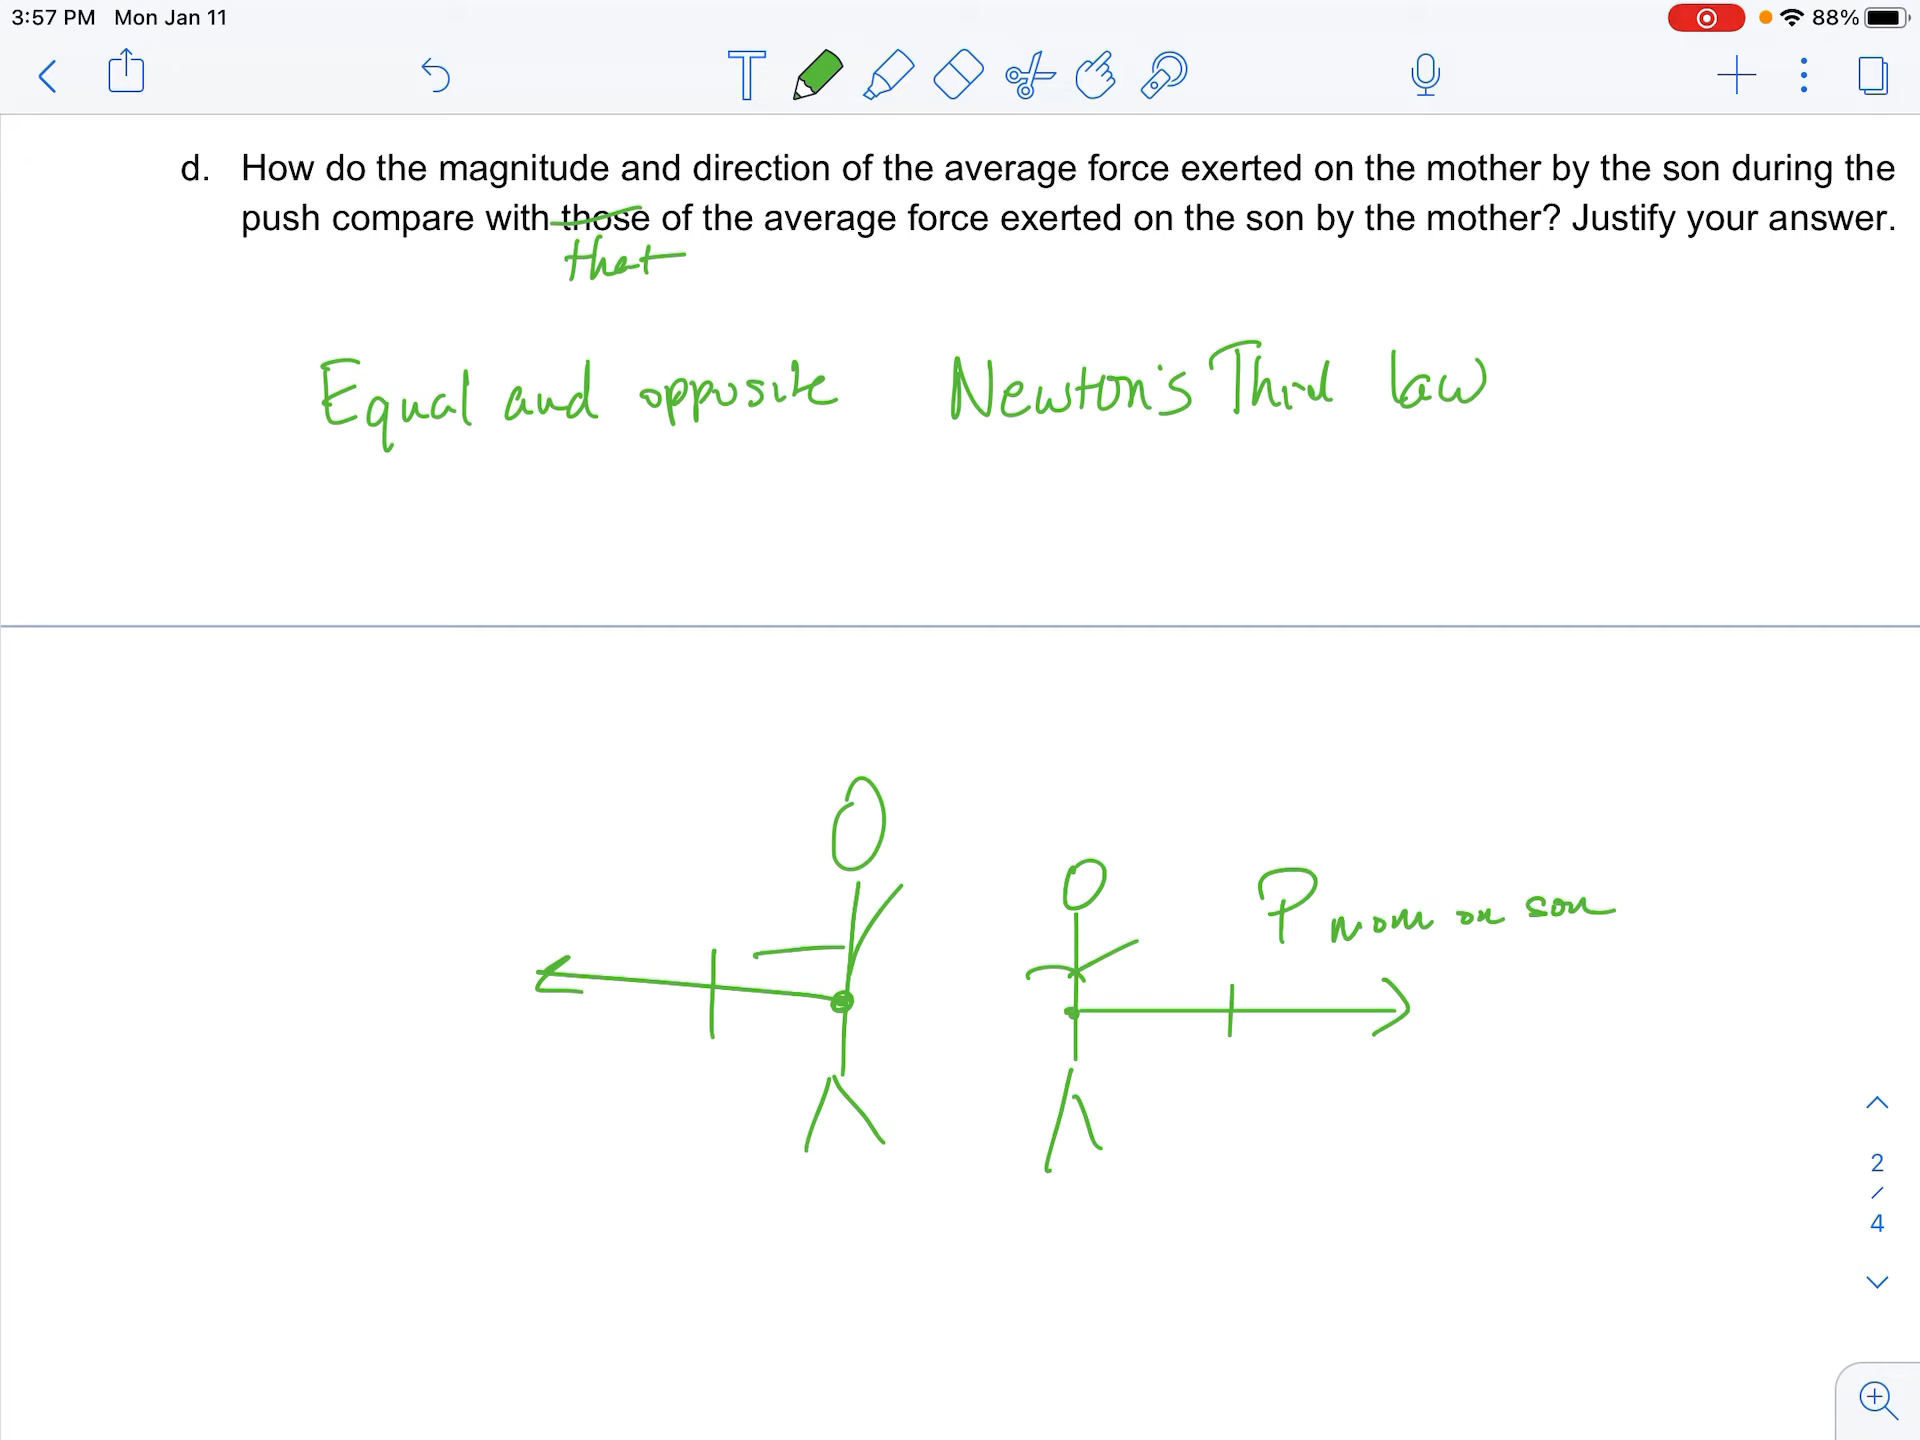 3:57 PM Mon Jan 11 88%
T
d. How do the magnitude and direction of the average force exerted on the mother by the son during the
push compare with those of the average force exerted on the son by the mother? Justify your answer.
that
Equal and opposite Newton's Third law
P mom on son
2
/
4